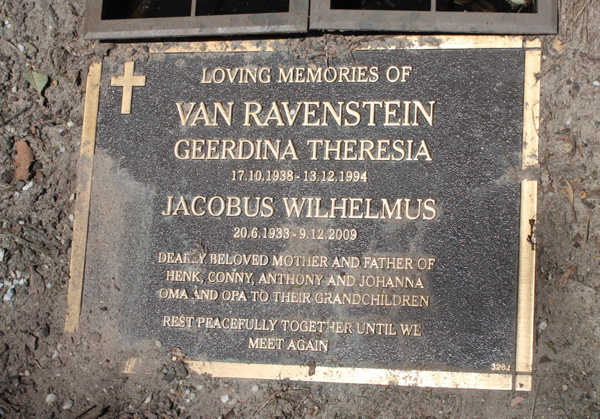 LOVING MEMORIES OF
VAN RAVENSTEIN
GEERDINA THERESIA
17.10.1938 - 13.12.1994
JACOBUS WILHELMUS
20.6.1933 - 9.12.2009
DEARLY BELOVED MOTHER AND FATHER OF
HENK, CONNY, ANTHONY AND JOHANNA
OMA AND OPA TO THEIR GRANDCHILDREN
REST PEACEFULLY TOGETHER UNTIL WE
MEET AGAIN